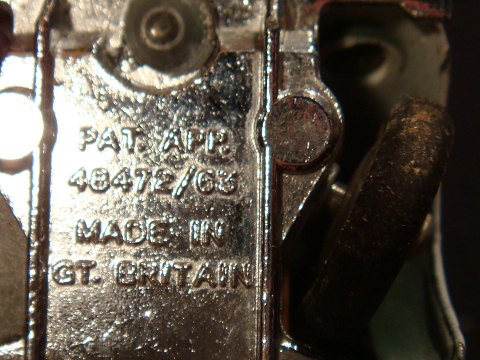 PAT. APP.
48472/63
MADE IN
GT. BRITAIN